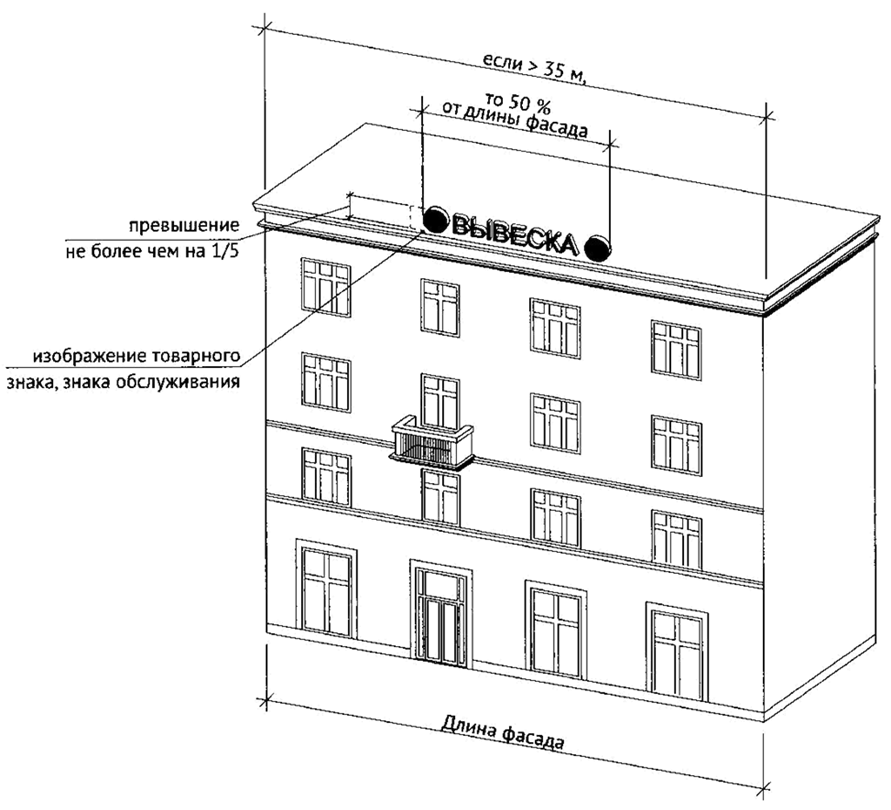 если > 35 м,
то 50 %
от длины фасада
ВЫВЕСКА
превышение
не более чем на 1/5
изображение товарного
знака, знака обслуживания
Длина фасада